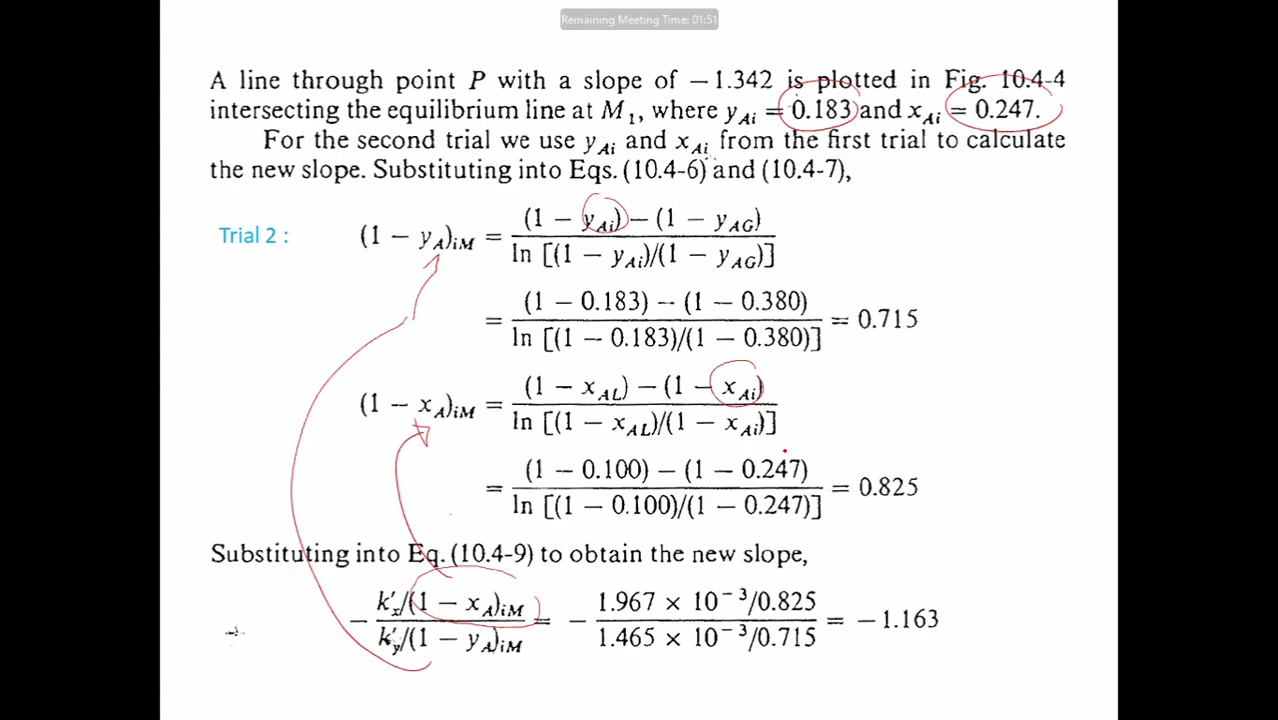 Remaining Meeting Time: 01:51
A line through point P with a slope of −1.342 is plotted in Fig. 10.4-4
intersecting the equilibrium line at M₁, where y_Ai = 0.183 and x_Ai = 0.247.
For the second trial we use y_Ai and x_Ai from the first trial to calculate
the new slope. Substituting into Eqs. (10.4-6) and (10.4-7),
Trial 2 : (1 − y_A)_iM = (1 − y_Ai) − (1 − y_AG) / ln [(1 − y_Ai)/(1 − y_AG)]
= (1 − 0.183) − (1 − 0.380) / ln [(1 − 0.183)/(1 − 0.380)] = 0.715
(1 − x_A)_iM = (1 − x_AL) − (1 − x_Ai) / ln [(1 − x_AL)/(1 − x_Ai)]
= (1 − 0.100) − (1 − 0.247) / ln [(1 − 0.100)/(1 − 0.247)] = 0.825
Substituting into Eq. (10.4-9) to obtain the new slope,
− k'_x/(1 − x_A)_iM / k'_y/(1 − y_A)_iM = − 1.967 × 10⁻³/0.825 / 1.465 × 10⁻³/0.715 = −1.163